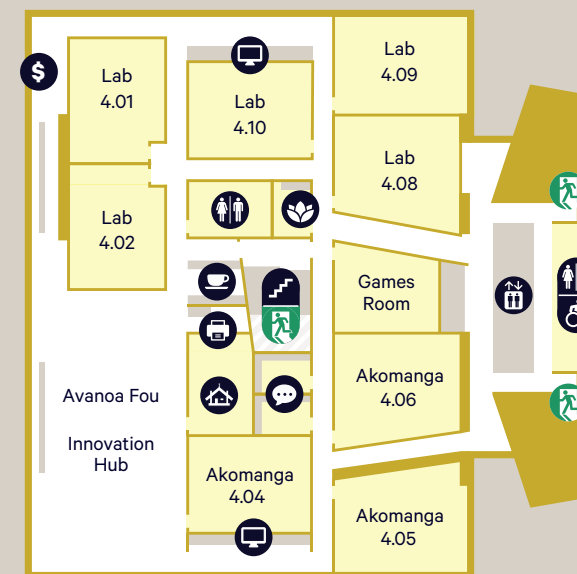 $
Lab
4.01
Lab
4.10
Lab
4.09
Lab
4.08
Lab
4.02
Games
Room
Avanoa Fou
Innovation
Hub
Akomanga
4.06
Akomanga
4.04
Akomanga
4.05